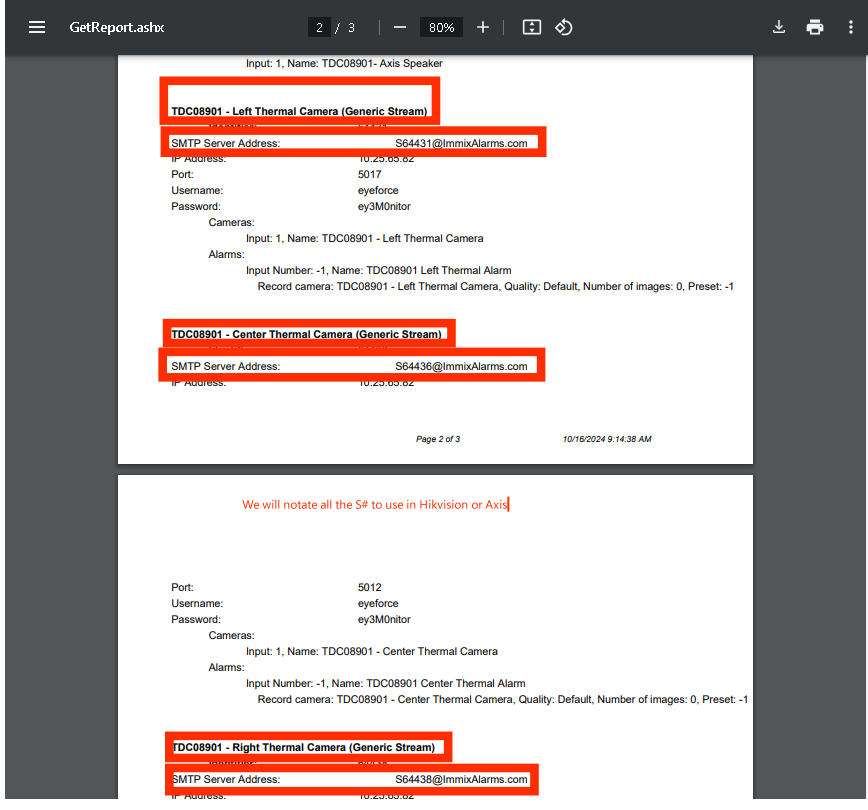 GetReport.ashx
2 / 3
80%
Input: 1, Name: TDC08901- Axis Speaker
TDC08901 - Left Thermal Camera (Generic Stream)
SMTP Server Address: S64431@ImmixAlarms.com
IP Address: 10.25.65.82
Port: 5017
Username: eyeforce
Password: ey3M0nitor
Cameras:
Input: 1, Name: TDC08901 - Left Thermal Camera
Alarms:
Input Number: -1, Name: TDC08901 Left Thermal Alarm
Record camera: TDC08901 - Left Thermal Camera, Quality: Default, Number of images: 0, Preset: -1
TDC08901 - Center Thermal Camera (Generic Stream)
SMTP Server Address: S64436@ImmixAlarms.com
IP Address: 10.25.65.82
Page 2 of 3 10/16/2024 9:14:38 AM
We will notate all the S# to use in Hikvision or Axis
Port: 5012
Username: eyeforce
Password: ey3M0nitor
Cameras:
Input: 1, Name: TDC08901 - Center Thermal Camera
Alarms:
Input Number: -1, Name: TDC08901 Center Thermal Alarm
Record camera: TDC08901 - Center Thermal Camera, Quality: Default, Number of images: 0, Preset: -1
TDC08901 - Right Thermal Camera (Generic Stream)
SMTP Server Address: S64438@ImmixAlarms.com
IP Address: 10.25.65.82